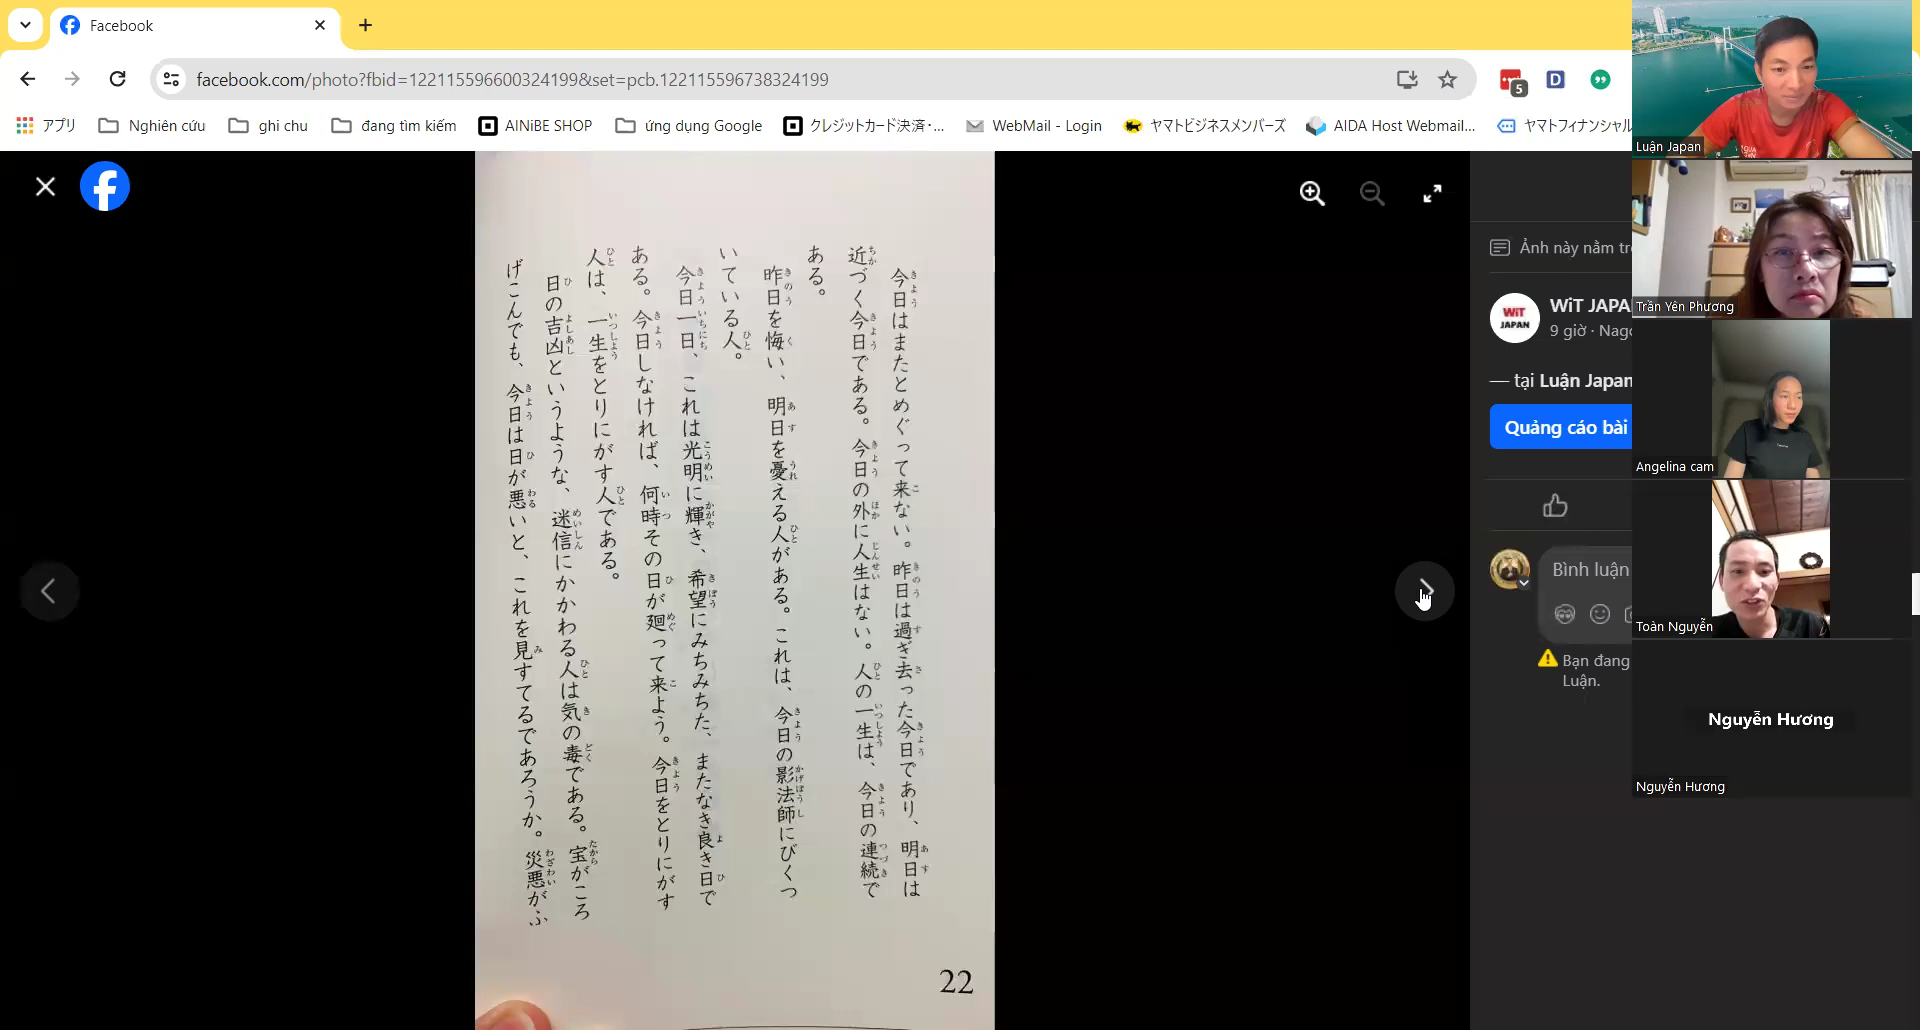 Facebook
facebook.com/photo?fbid=122115596600324199&set=pcb.122115596738324199
5
D
アプリ
Nghiên cứu
ghi chu
đang tìm kiếm
AINiBE SHOP
ứng dụng Google
クレジットカード決済・...
WebMail - Login
ヤマトビジネスメンバーズ
AIDA Host Webmail...
ヤマトフィナンシャル
今日はまたとめぐって来ない。昨日は過ぎ去った今日であり、明日は
近づく今日である。今日の外に人生はない。人の一生は、今日の連続で
ある。
昨日を悔い、明日を憂える人がある。これは、今日の影法師にびくつ
いている人。
今日一日、これは光明に輝き、希望にみちみちた、またなき良き日で
ある。今日しなければ、何時その日が廻って来よう。今日をとりにがす
人は、一生をとりにがす人である。
日の吉凶というような、迷信にかかわる人は気の毒である。宝がころ
げこんでも、今日は日が悪いと、これを見すてるであろうか。災悪がふ
22
Ảnh này nằm tr
WiT JAPAN
WiT JAPA
9 giờ · Nag
— tại Luận Japan
Quảng cáo bài
Bình luận
Bạn đang
Luận.
Luận Japan
Trần Yên Phương
Angelina cam
Toàn Nguyễn
Nguyễn Hương
Nguyễn Hương